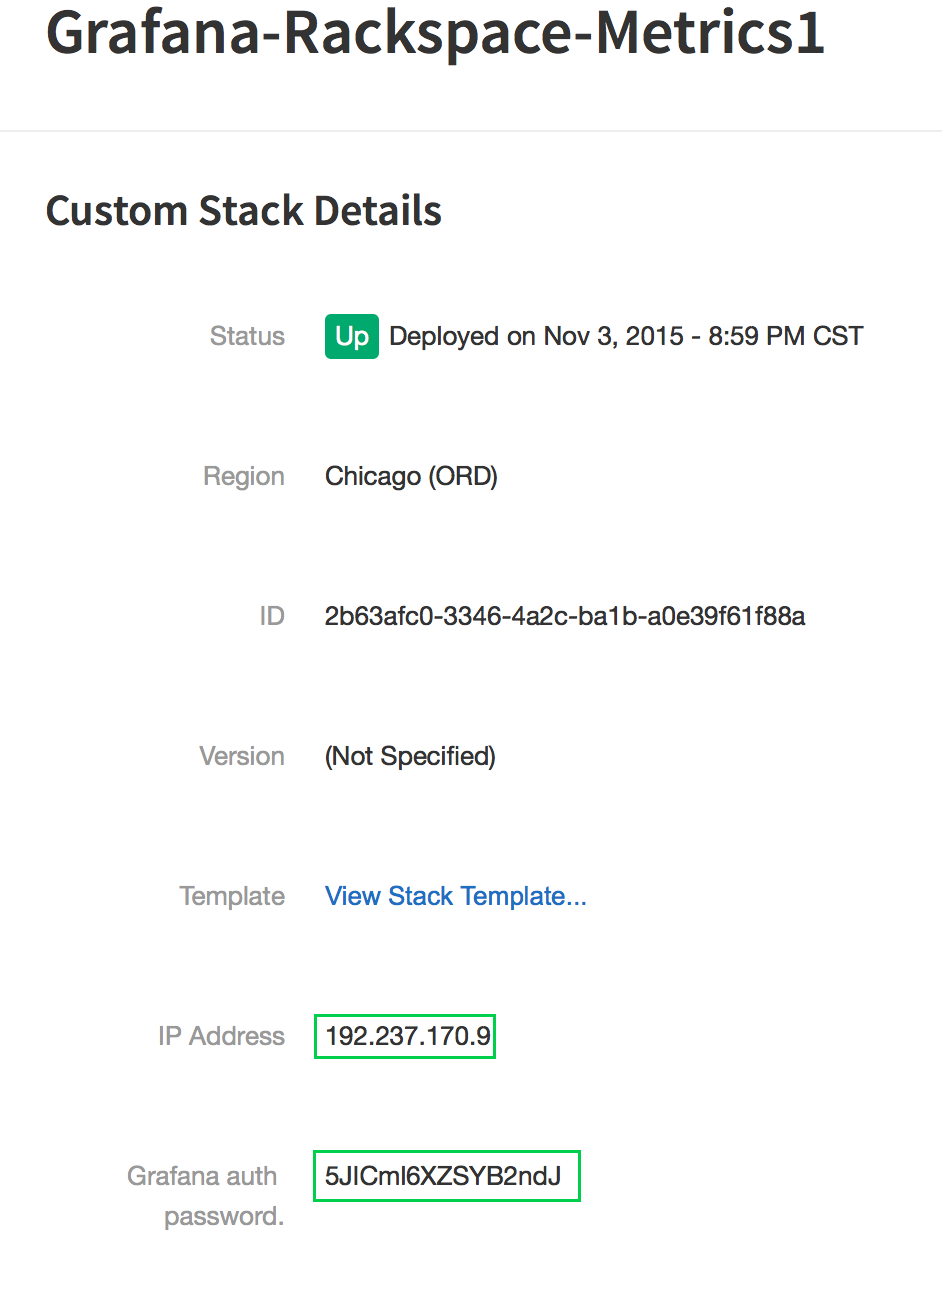 Grafana-Rackspace-Metrics1
Custom Stack Details
Status Up Deployed on Nov 3, 2015 - 8:59 PM CST
Region Chicago (ORD)
ID 2b63afc0-3346-4a2c-ba1b-a0e39f61f88a
Version (Not Specified)
Template View Stack Template...
IP Address 192.237.170.9
Grafana auth 5JlCml6XZSYB2ndJ
password.